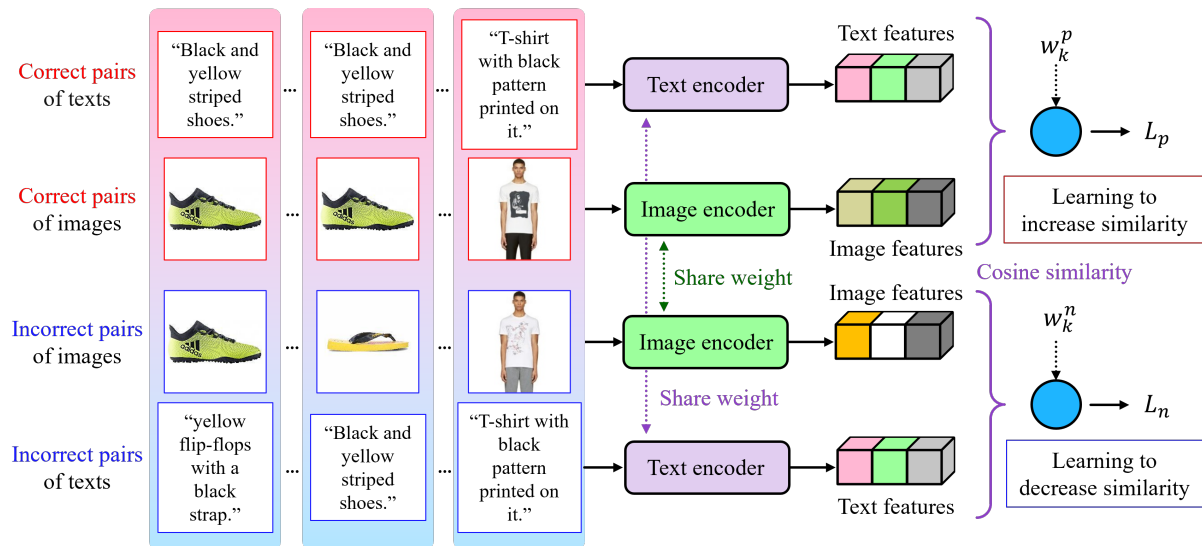 Correct pairs
of texts
“Black and
yellow
striped
shoes.”
...
“Black and
yellow
striped
shoes.”
...
“T-shirt
with black
pattern
printed on
it.”
Text encoder
Text features
w_k^p
L_p
Correct pairs
of images
adidas
...
adidas
...
Image encoder
Image features
Learning to
increase similarity
Share weight
Cosine similarity
Incorrect pairs
of images
adidas
...
...
Image encoder
Image features
w_k^n
L_n
Share weight
Incorrect pairs
of texts
“yellow
flip-flops
with a
black
strap.”
...
“Black and
yellow
striped
shoes.”
...
“T-shirt with
black
pattern
printed on
it.”
Text encoder
Text features
Learning to
decrease similarity